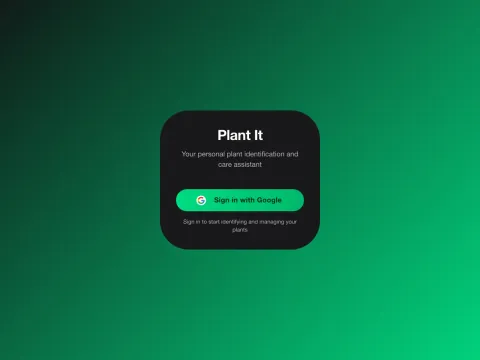 Plant It
Your personal plant identification and
care assistant
Sign in with Google
Sign in to start identifying and managing your
plants